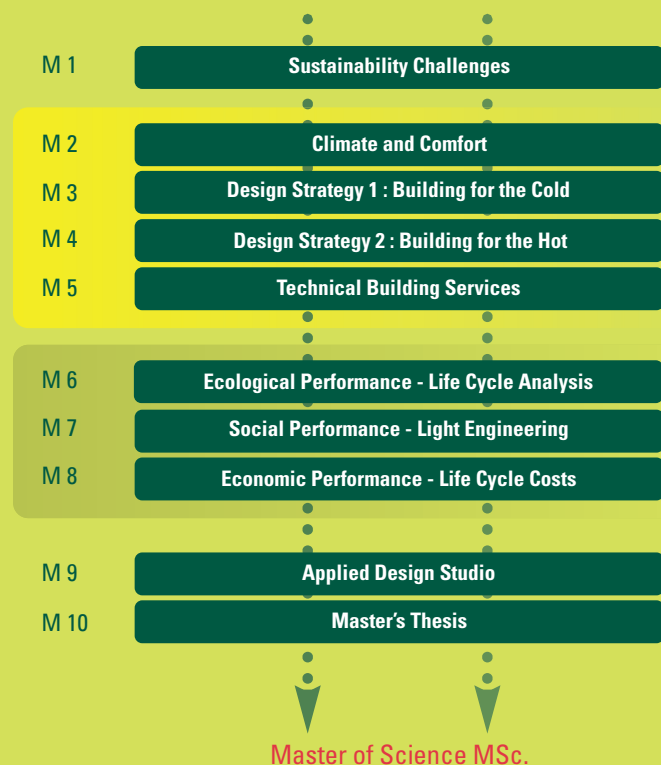 M 1 Sustainability Challenges
M 2 Climate and Comfort
M 3 Design Strategy 1 : Building for the Cold
M 4 Design Strategy 2 : Building for the Hot
M 5 Technical Building Services
M 6 Ecological Performance - Life Cycle Analysis
M 7 Social Performance - Light Engineering
M 8 Economic Performance - Life Cycle Costs
M 9 Applied Design Studio
M 10 Master's Thesis
Master of Science MSc.